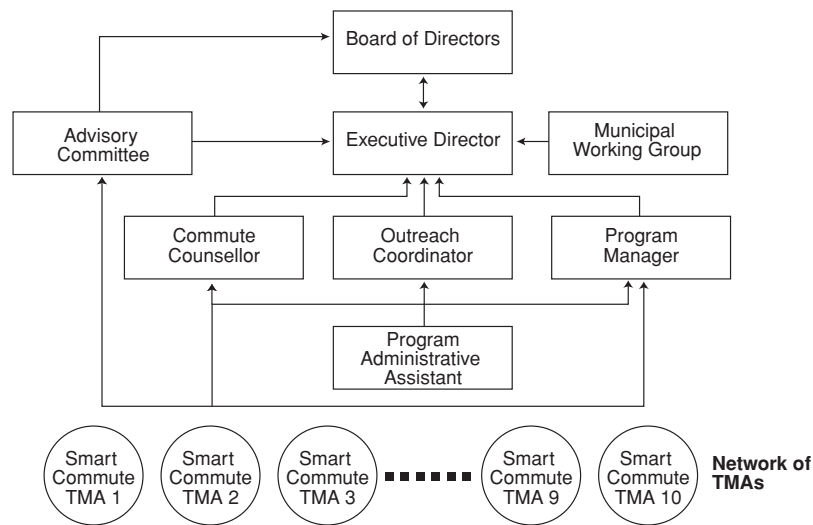 Board of Directors
Advisory
Committee
Executive Director
Municipal
Working Group
Commute
Counsellor
Outreach
Coordinator
Program
Manager
Program
Administrative
Assistant
Smart
Commute
TMA 1
Smart
Commute
TMA 2
Smart
Commute
TMA 3
Smart
Commute
TMA 9
Smart
Commute
TMA 10
Network of
TMAs